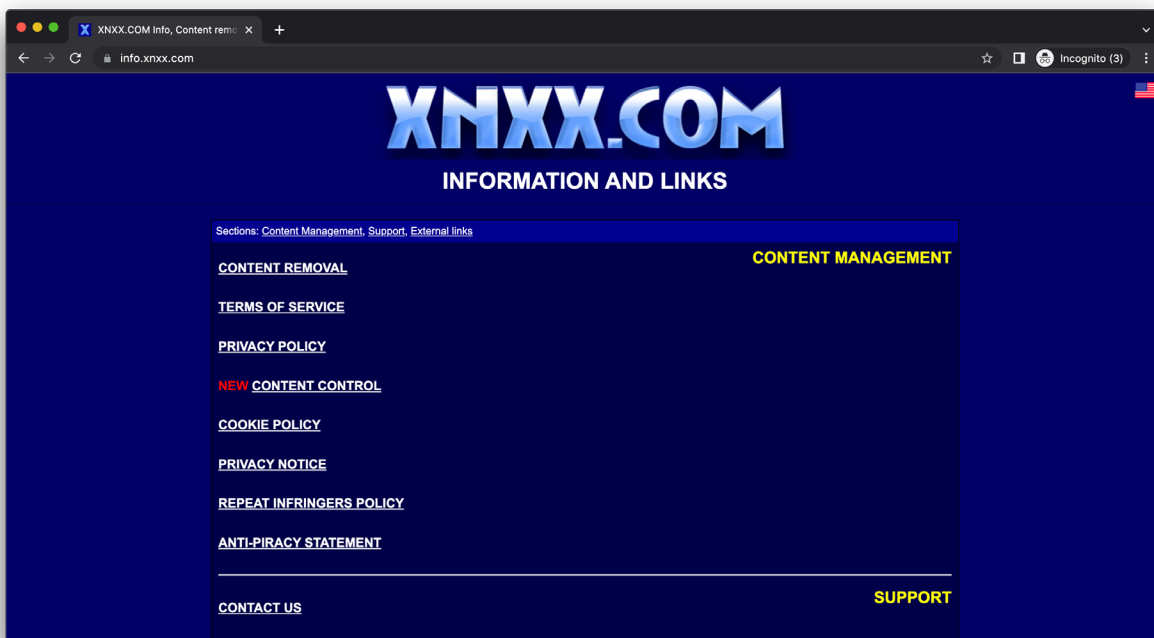 XNXX.COM Info, Content remo
info.xnxx.com
Incognito (3)
XNXX.COM
INFORMATION AND LINKS
Sections: Content Management, Support, External links
CONTENT MANAGEMENT
CONTENT REMOVAL
TERMS OF SERVICE
PRIVACY POLICY
NEW CONTENT CONTROL
COOKIE POLICY
PRIVACY NOTICE
REPEAT INFRINGERS POLICY
ANTI-PIRACY STATEMENT
SUPPORT
CONTACT US